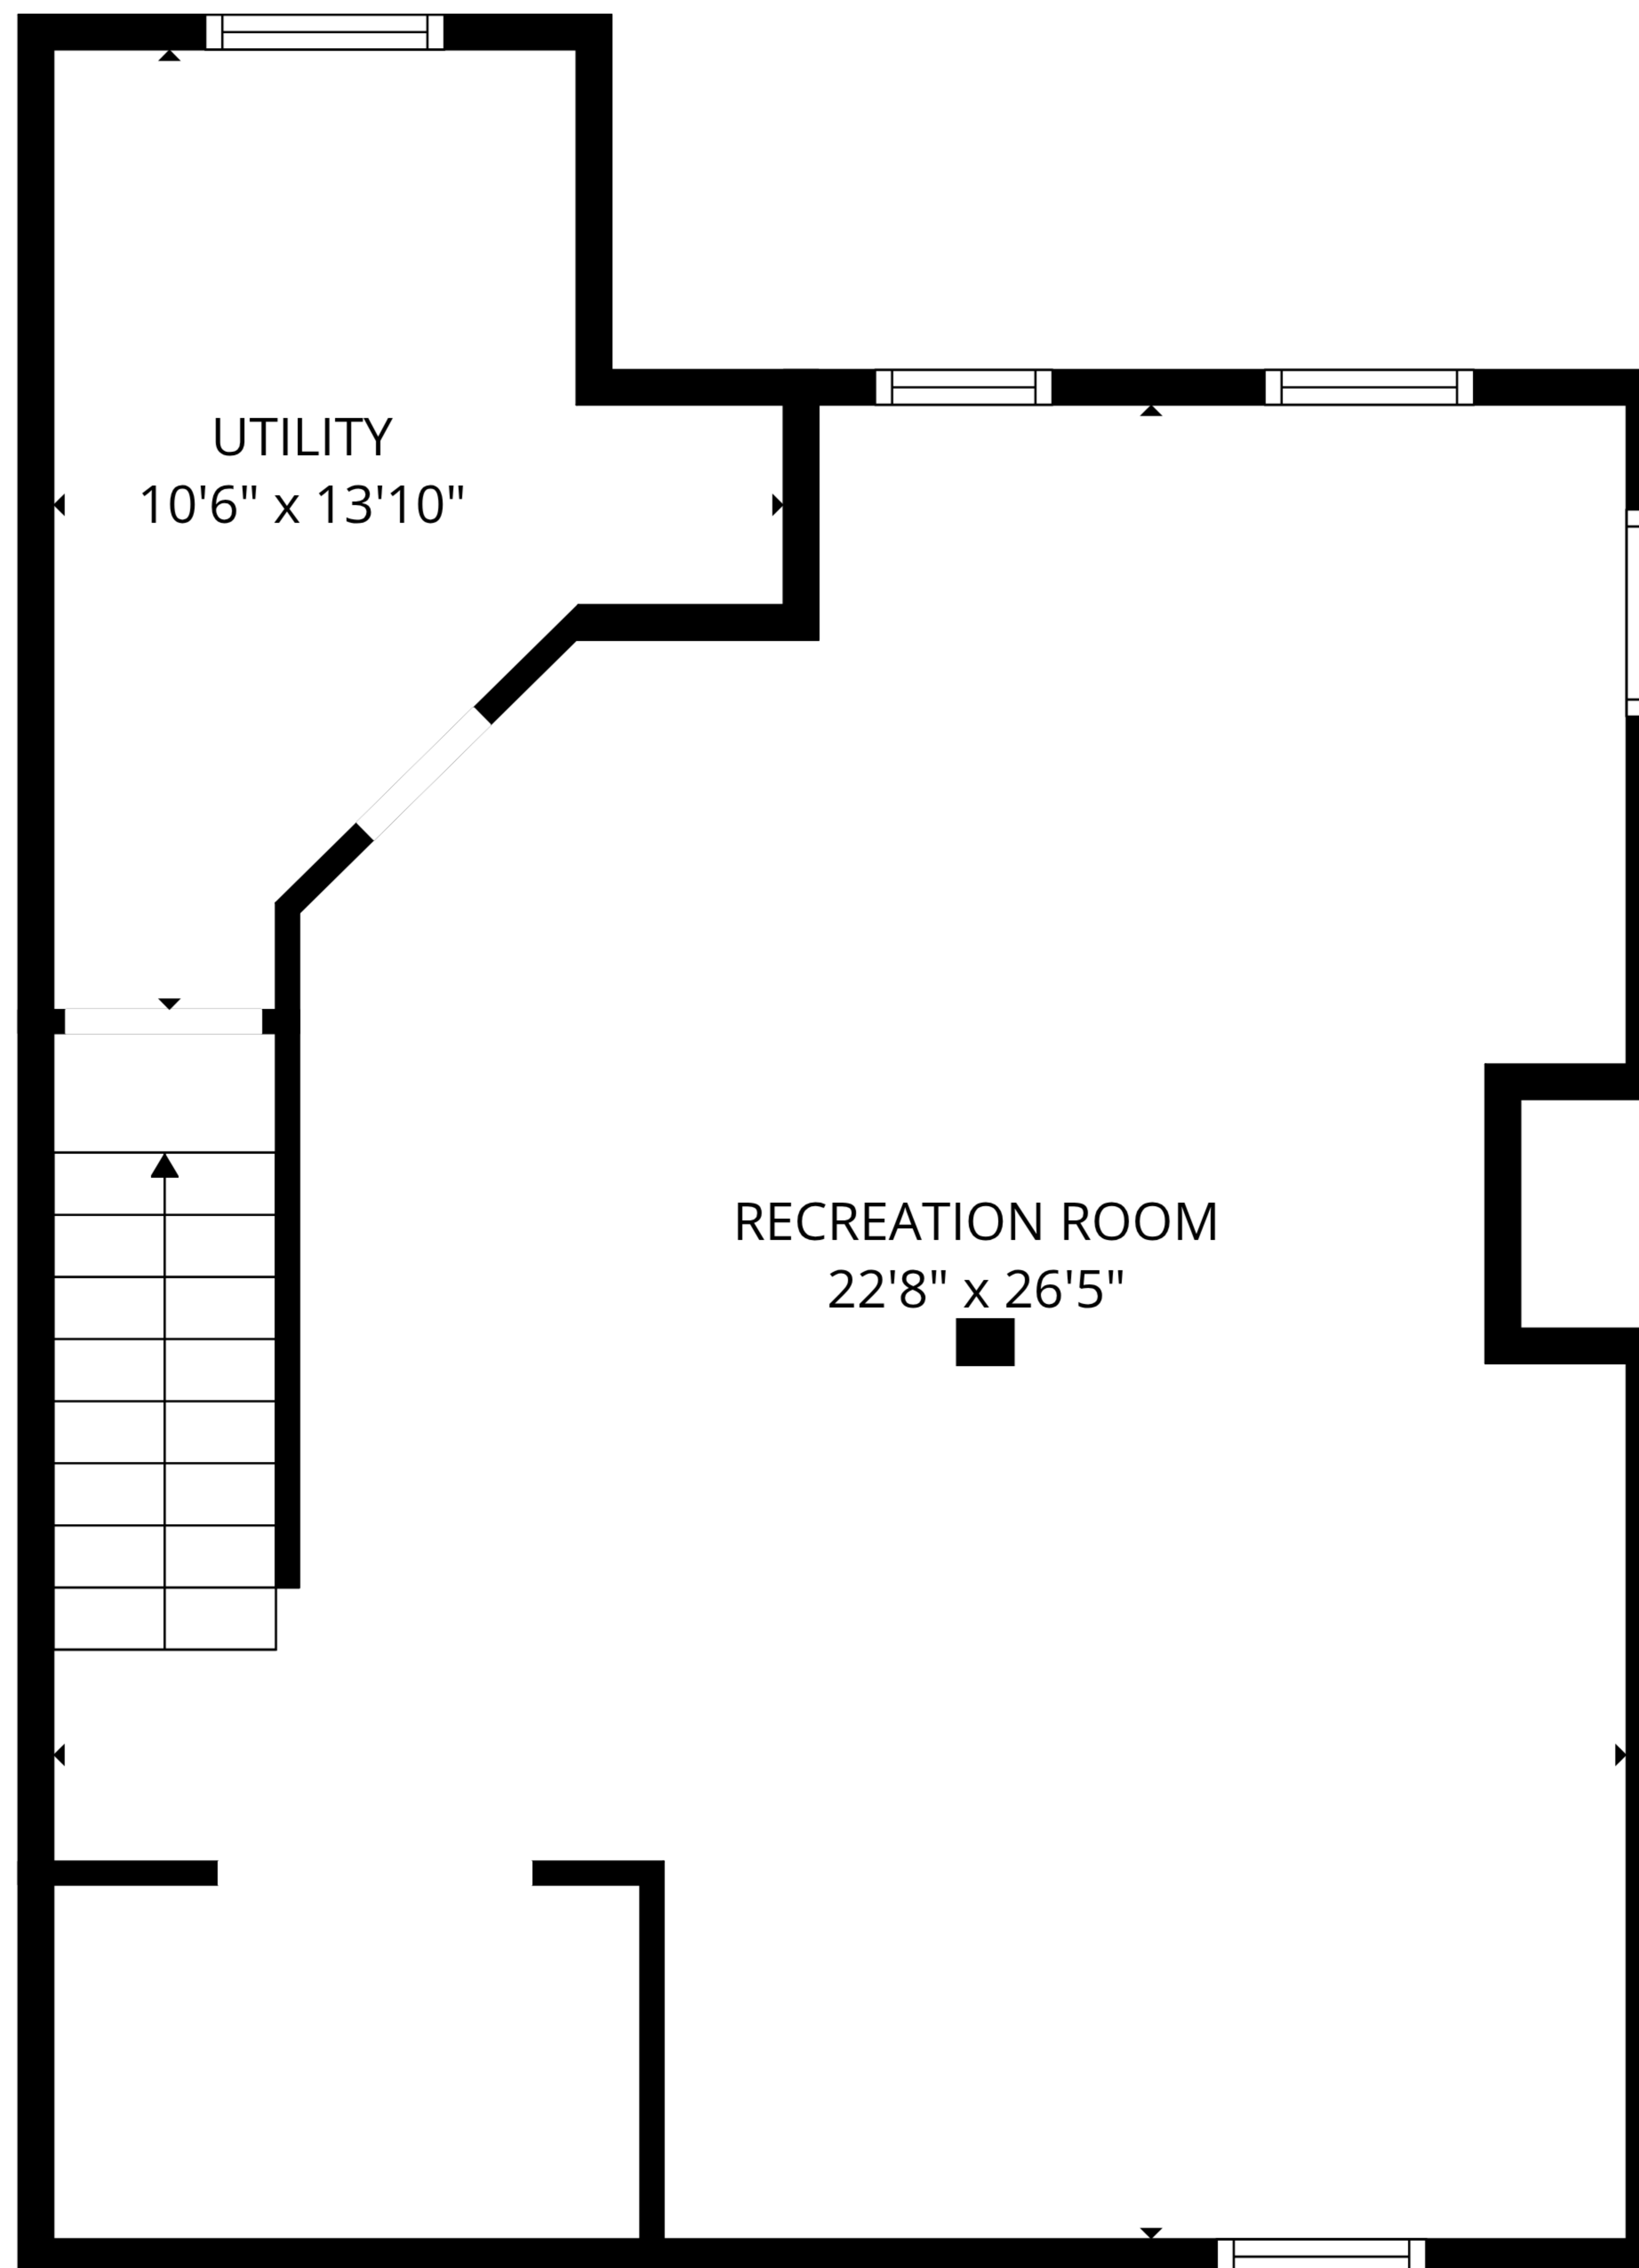 UTILITY
10'6" x 13'10"
RECREATION ROOM
22'8" x 26'5"